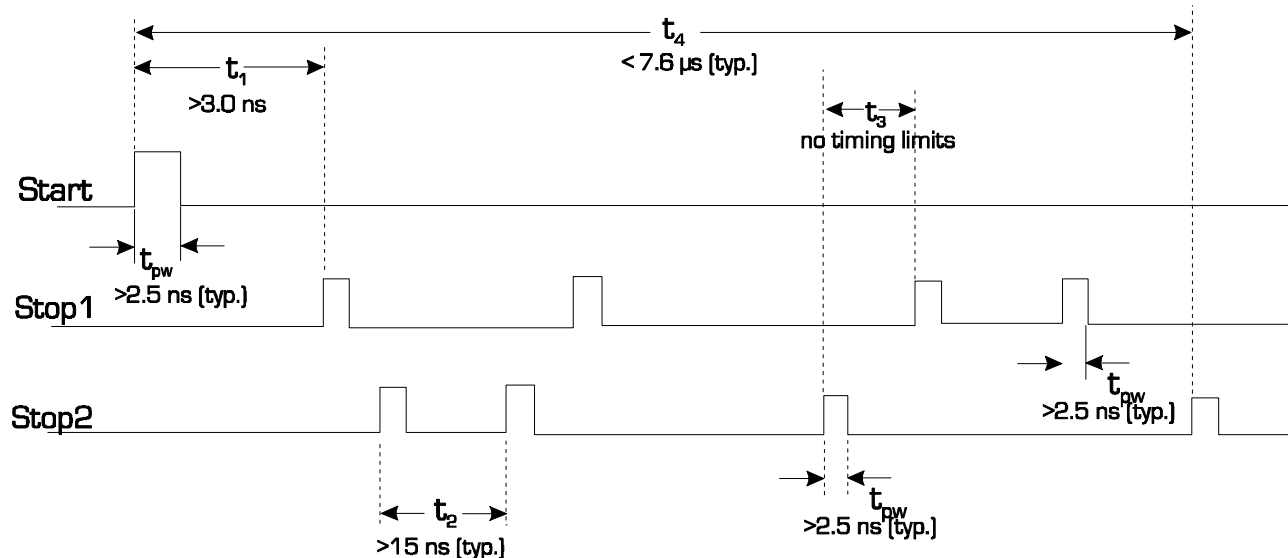 t4
< 7.6 µs (typ.)
t1
>3.0 ns
t3
no timing limits
Start
tpw
>2.5 ns (typ.)
Stop1
tpw
>2.5 ns (typ.)
Stop2
t2
>15 ns (typ.)
tpw
>2.5 ns (typ.)